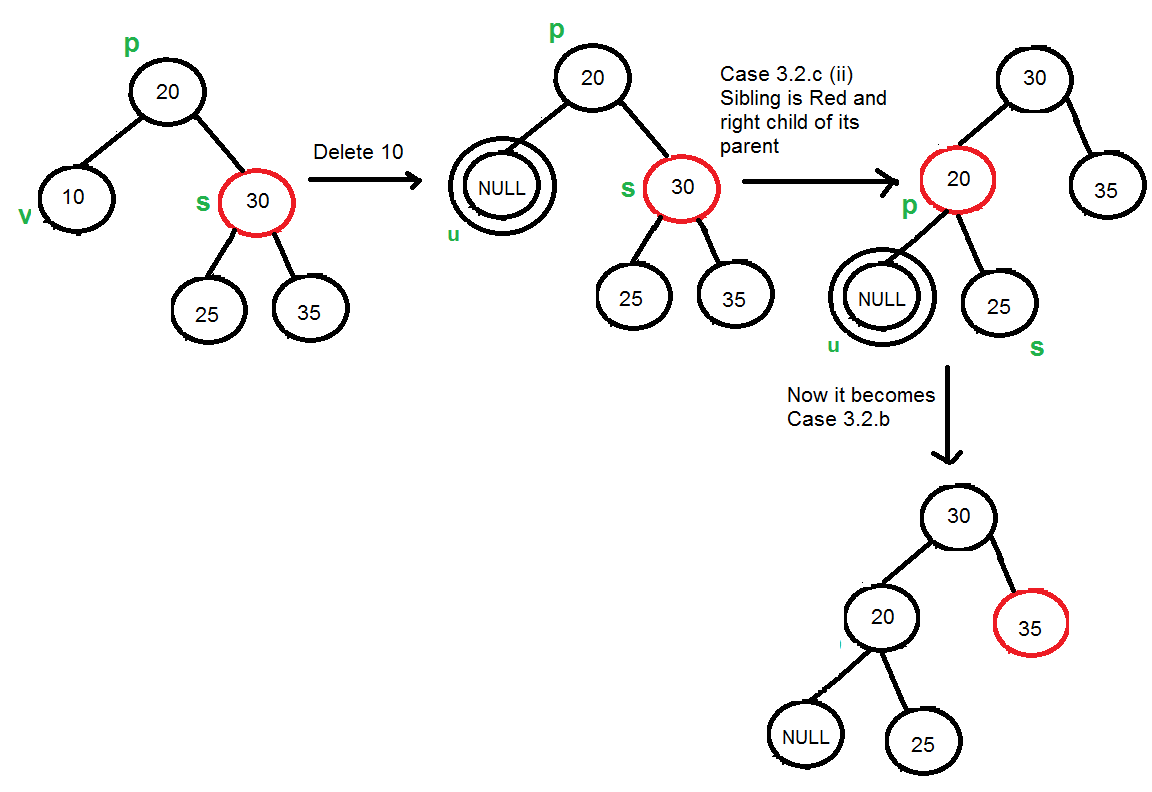 p
20
10
v
s
30
25
35
Delete 10
p
20
NULL
u
s
30
25
35
Case 3.2.c (ii)
Sibling is Red and
right child of its
parent
30
20
p
35
NULL
u
25
s
Now it becomes
Case 3.2.b
30
20
35
NULL
25